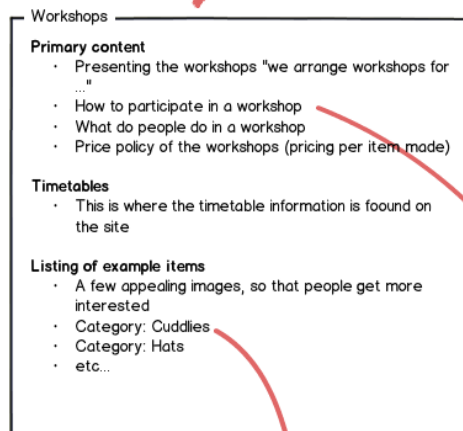 Workshops
Primary content
· Presenting the workshops "we arrange workshops for
..."
· How to participate in a workshop
· What do people do in a workshop
· Price policy of the workshops (pricing per item made)
Timetables
· This is where the timetable information is foound on
the site
Listing of example items
· A few appealing images, so that people get more
interested
· Category: Cuddlies
· Category: Hats
· etc...